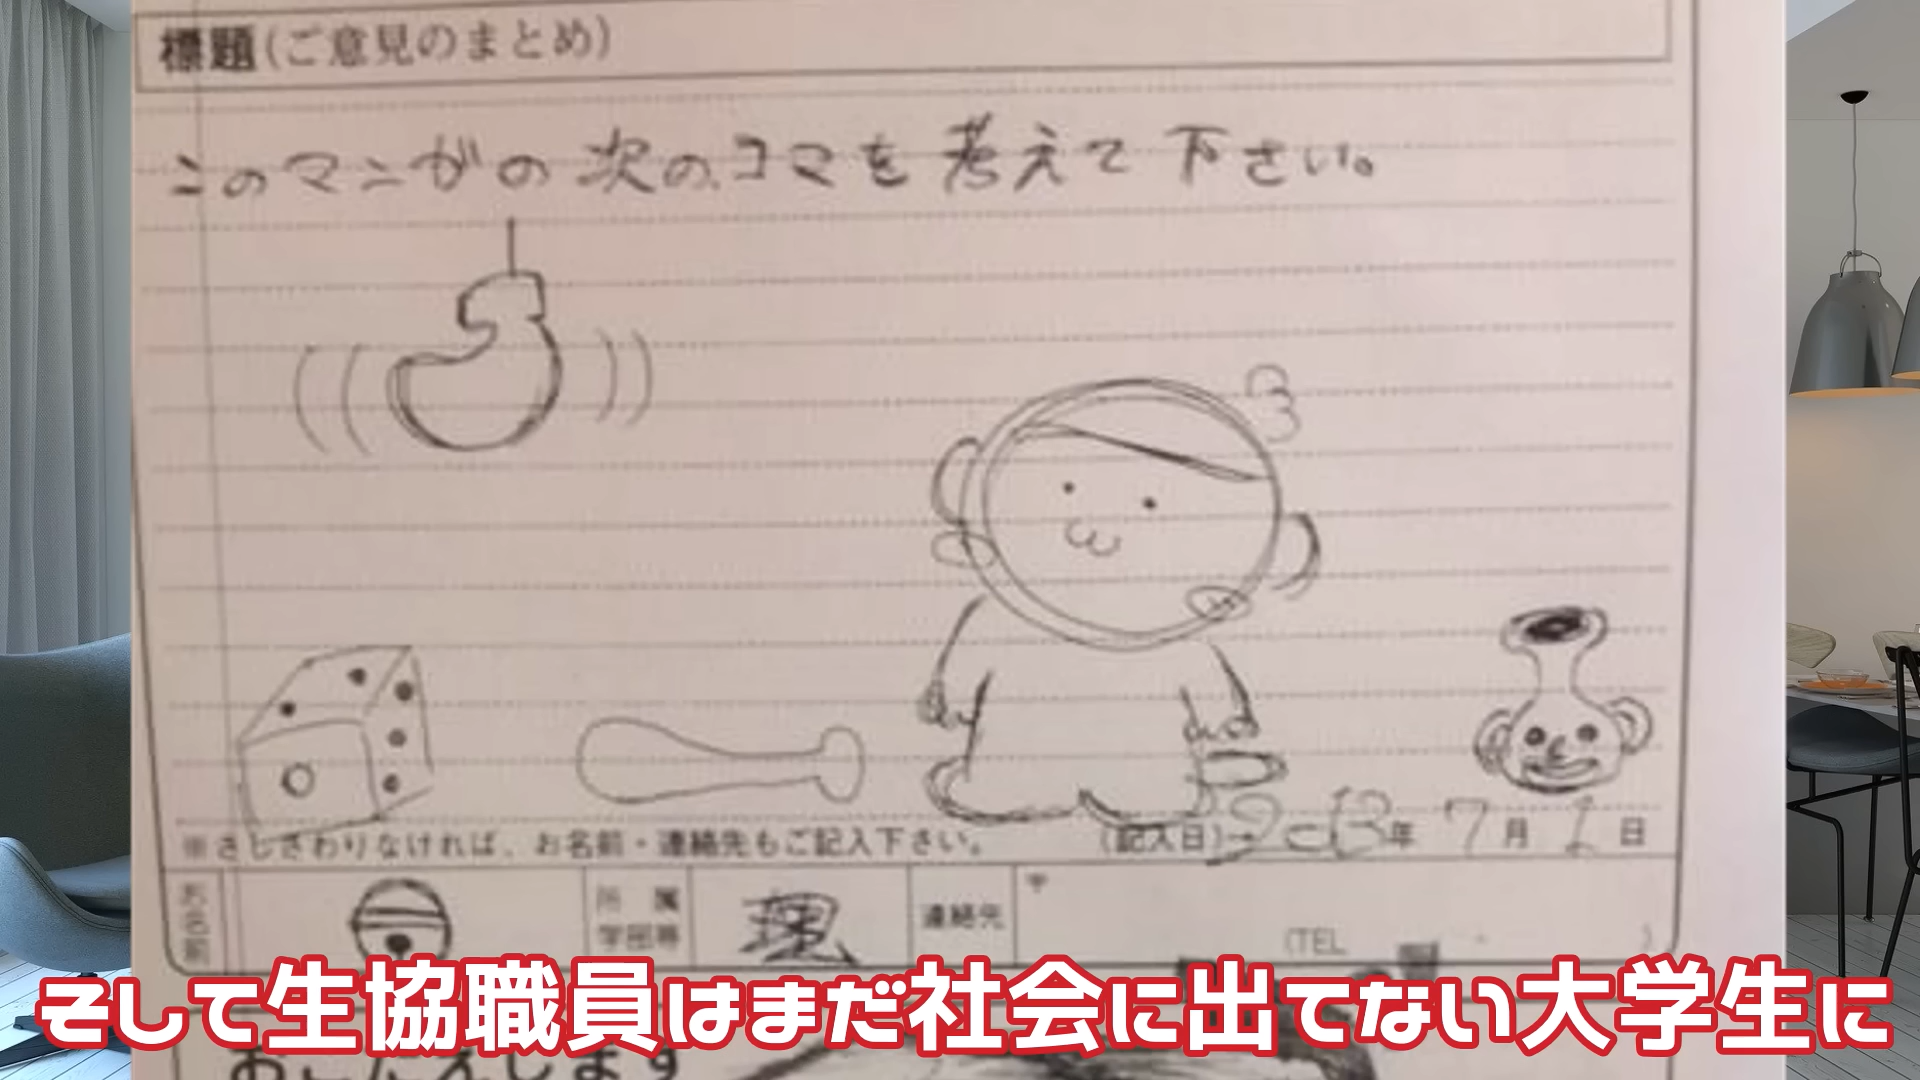 標題(ご意見のまとめ)
このマンガの次のコマを考えて下さい。
※さしさわりなければ、お名前・連絡先もご記入下さい。
(記入日)
年 7月 1日
お名前
所属
学部等
理
連絡先
〒
(TEL )
そして生協職員はまだ社会に出てない大学生に